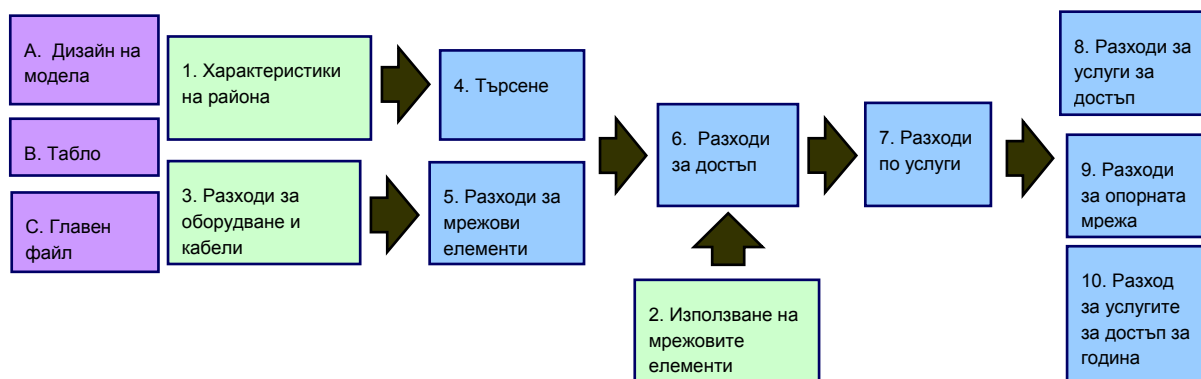 A. Дизайн на
модела
B. Табло
C. Главен
файл
1. Характеристики
на района
3. Разходи за
оборудване и
кабели
4. Търсене
5. Разходи за
мрежови
елементи
6. Разходи
за достъп
2. Използване на
мрежовите
елементи
7. Разходи
по услуги
8. Разходи за
услуги за
достъп
9. Разходи
за опорната
мрежа
10. Разход
за услугите
за достъп за
година